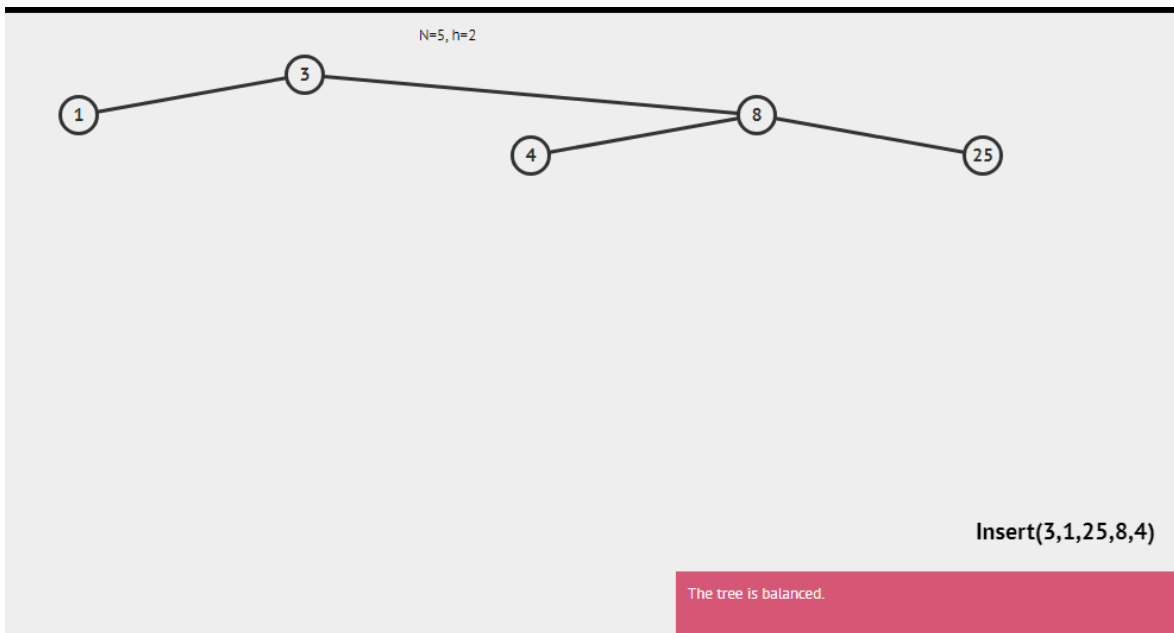 N=5, h=2
3
1
8
4
25
Insert(3,1,25,8,4)
The tree is balanced.